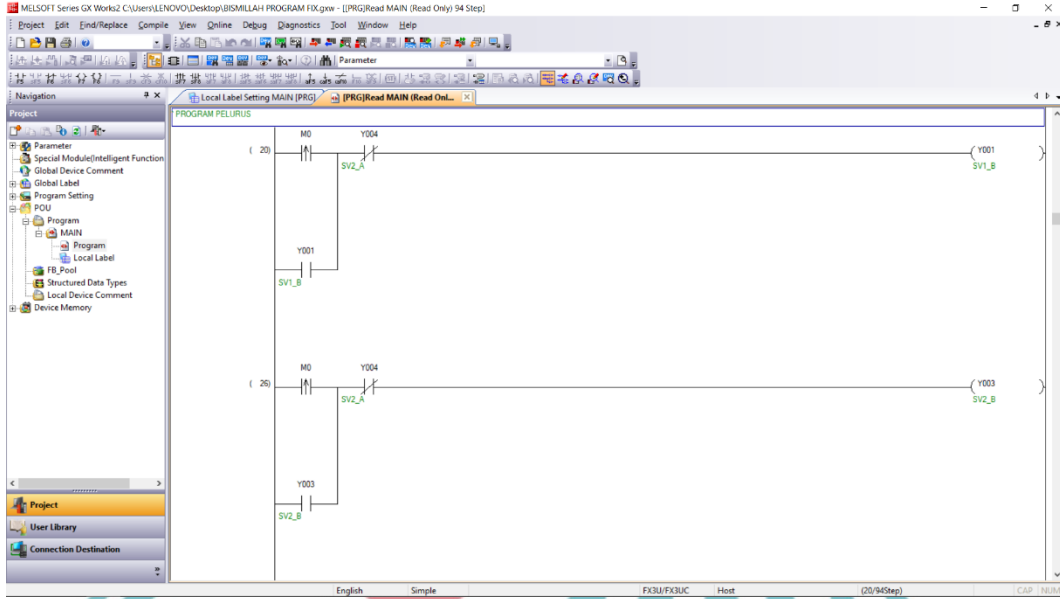 MELSOFT Series GX Works2 C:\Users\LENOVO\Desktop\BISMILLAH PROGRAM FIX.gxw - [[PRG]Read MAIN (Read Only) 94 Step]
Project Edit Find/Replace Compile View Online Debug Diagnostics Tool Window Help
Parameter
Navigation
Local Label Setting MAIN [PRG]
[PRG]Read MAIN (Read Onl...
Project
PROGRAM PELURUS
Parameter
Special Module(Intelligent Function
Global Device Comment
Global Label
Program Setting
POU
Program
MAIN
Program
Local Label
FB_Pool
Structured Data Types
Local Device Comment
Device Memory
M0 Y004
( 20) Y001
SV2_A SV1_B
Y001
SV1_B
M0 Y004
( 26) Y003
SV2_A SV2_B
Y003
SV2_B
Project
User Library
Connection Destination
English Simple FX3U/FX3UC Host (20/94Step) CAP NUM